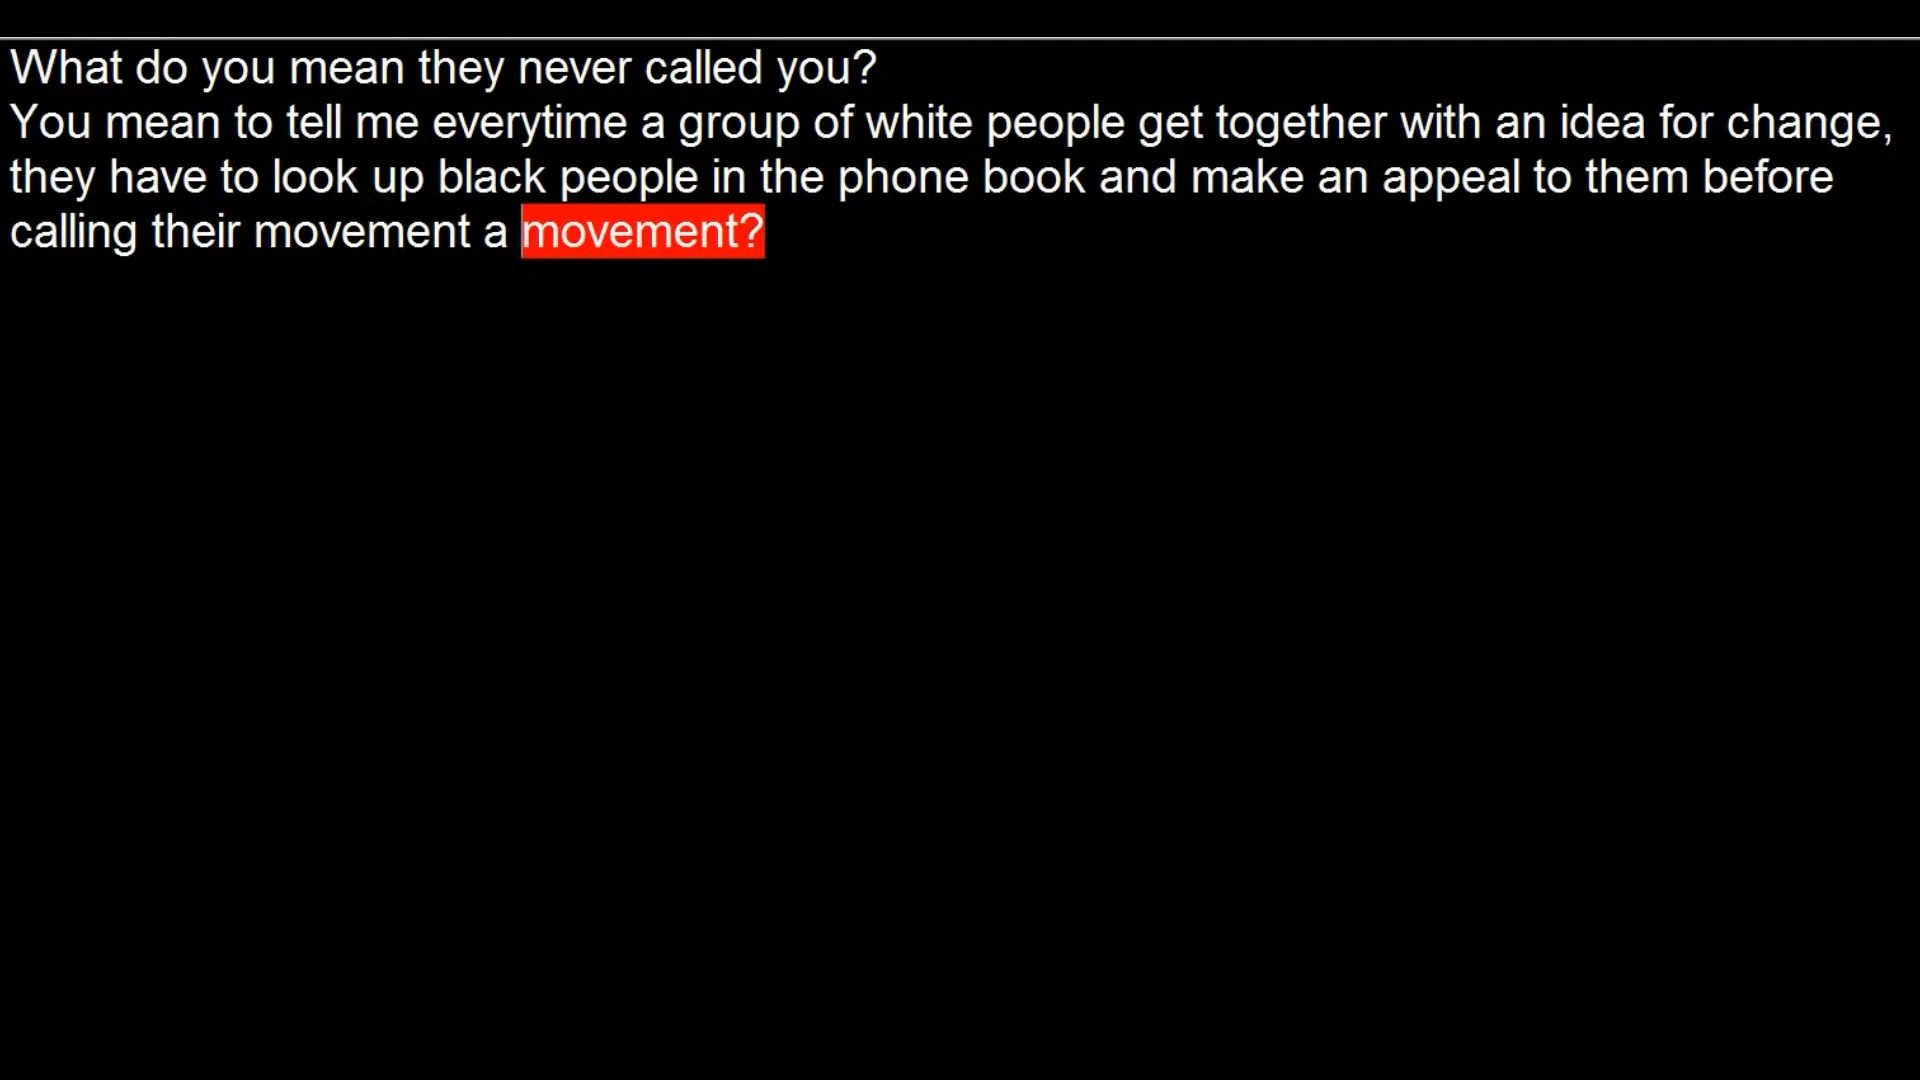 What do you mean they never called you?
You mean to tell me everytime a group of white people get together with an idea for change,
they have to look up black people in the phone book and make an appeal to them before
calling their movement a movement?